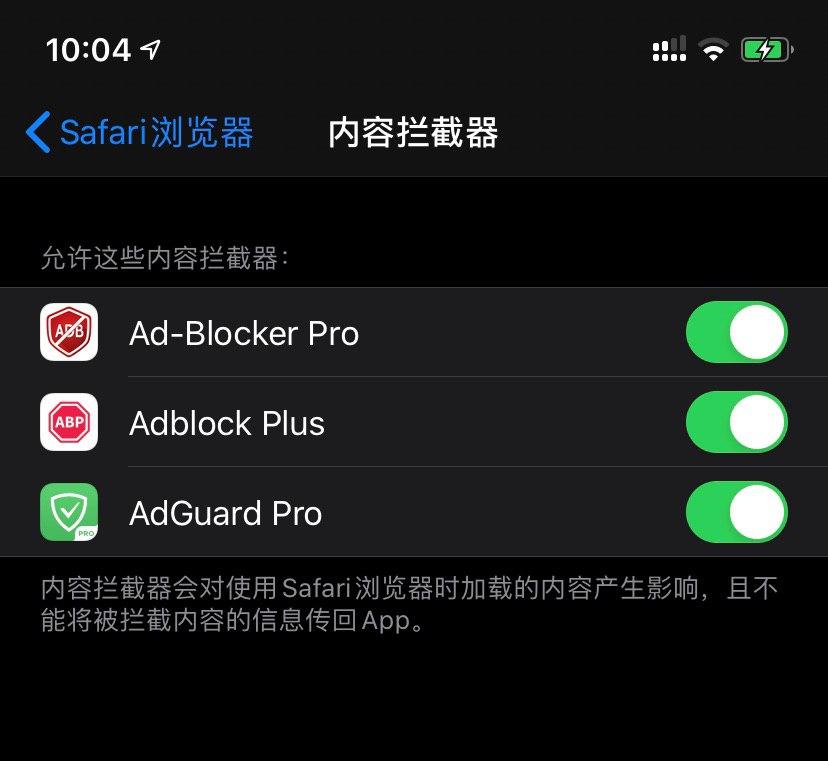 10:04
Safari浏览器 内容拦截器
允许这些内容拦截器：
ADB
Ad-Blocker Pro
ABP
Adblock Plus
PRO
AdGuard Pro
内容拦截器会对使用Safari浏览器时加载的内容产生影响，且不
能将被拦截内容的信息传回App。